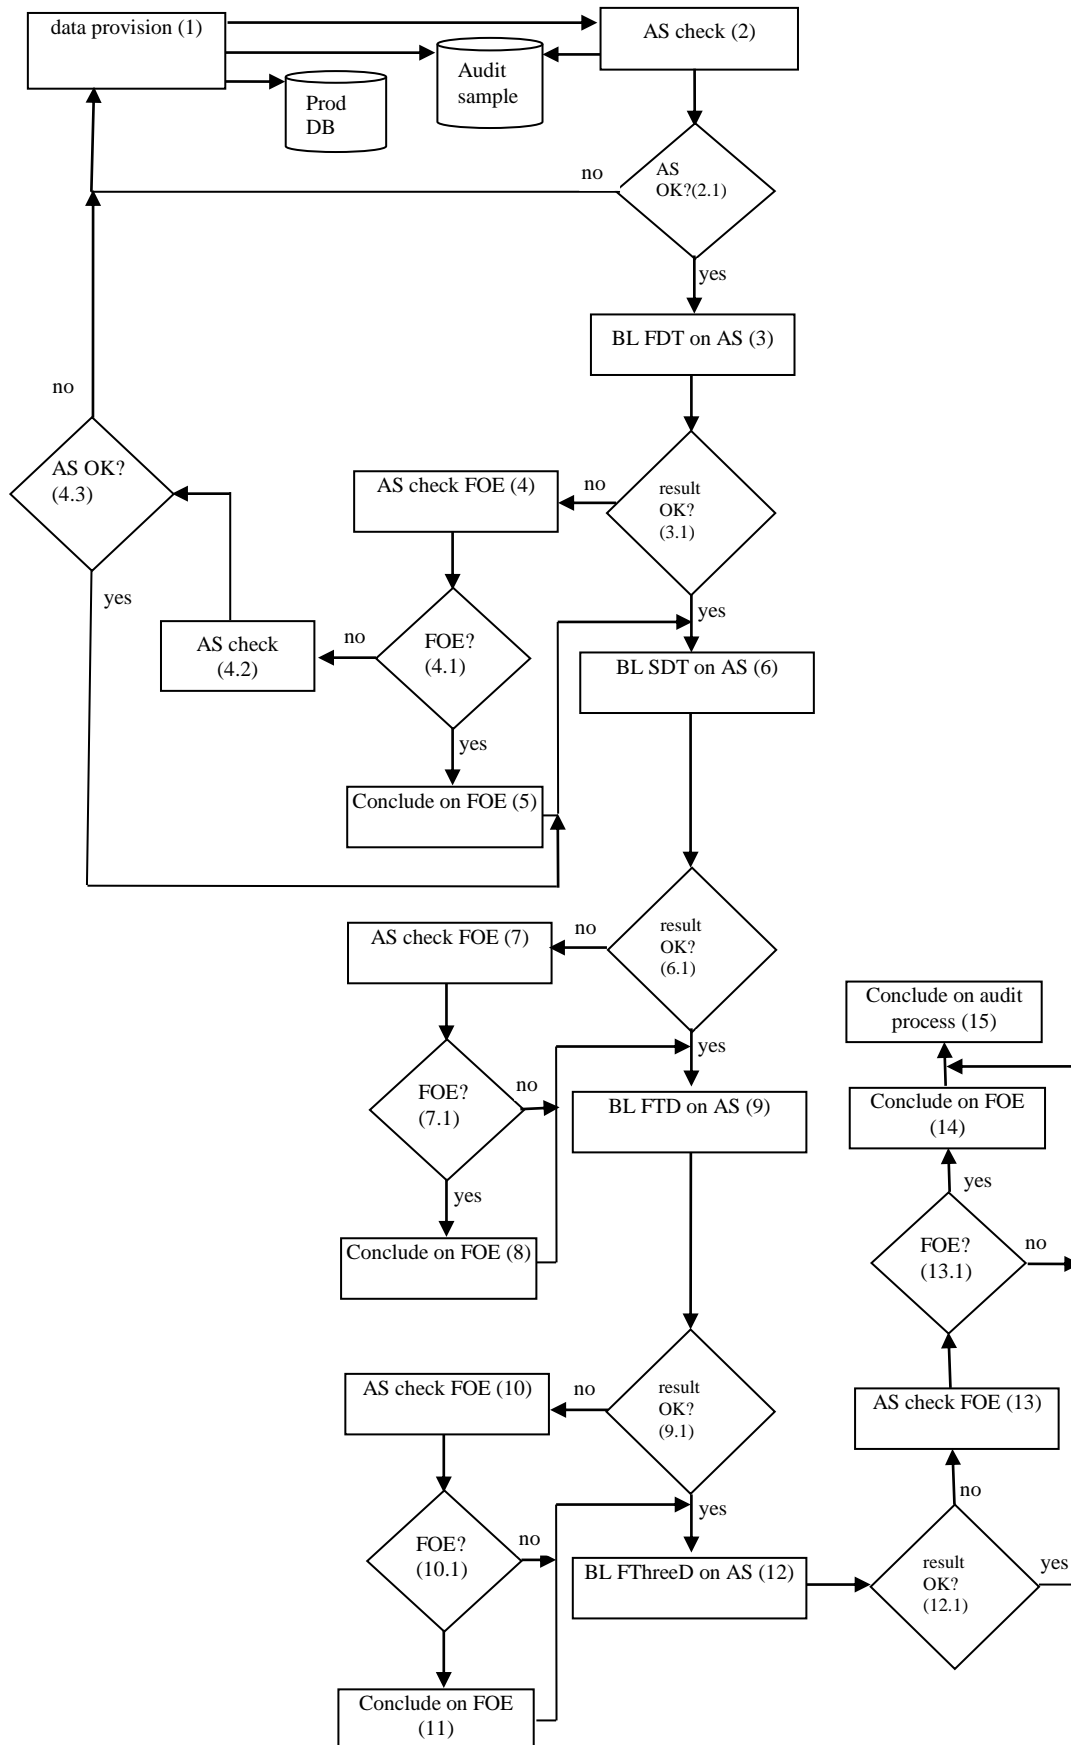 data provision (1)
AS check (2)
Audit
sample
Prod
DB
AS
OK?(2.1)
no
yes
BL FDT on AS (3)
no
AS OK?
(4.3)
AS check FOE (4)
no
result
OK?
(3.1)
yes
yes
AS check
(4.2)
no
FOE?
(4.1)
BL SDT on AS (6)
yes
Conclude on FOE (5)
AS check FOE (7)
no
result
OK?
(6.1)
Conclude on audit
process (15)
yes
FOE?
(7.1)
no
BL FTD on AS (9)
Conclude on FOE
(14)
yes
yes
Conclude on FOE (8)
FOE?
(13.1)
no
AS check FOE (10)
no
result
OK?
(9.1)
AS check FOE (13)
no
yes
FOE?
(10.1)
no
BL FThreeD on AS (12)
result
OK?
(12.1)
yes
Conclude on FOE
(11)